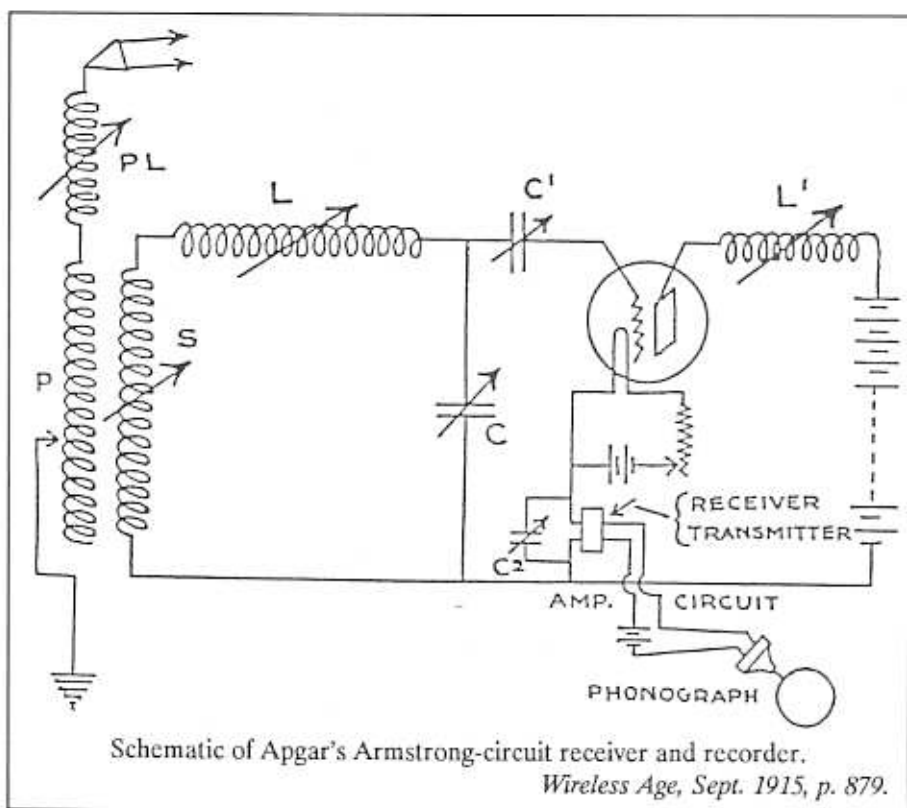 PL
L
C¹
L'
P
S
C
RECEIVER
TRANSMITTER
C²
AMP. CIRCUIT
PHONOGRAPH
Schematic of Apgar's Armstrong-circuit receiver and recorder.
Wireless Age, Sept. 1915, p. 879.